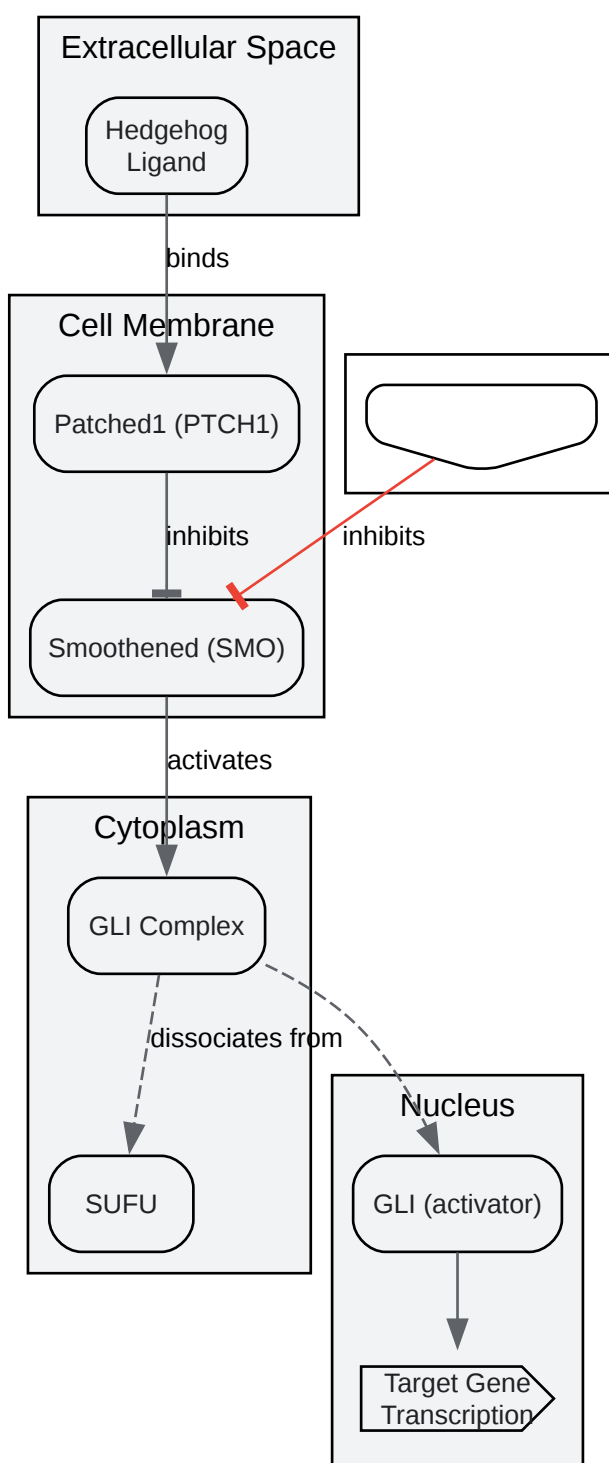 Extracellular Space
Hedgehog
Ligand
binds
Cell Membrane
Patched1 (PTCH1)
inhibits
inhibits
Smoothened (SMO)
activates
Cytoplasm
GLI Complex
dissociates from
Nucleus
SUFU
GLI (activator)
Target Gene
Transcription